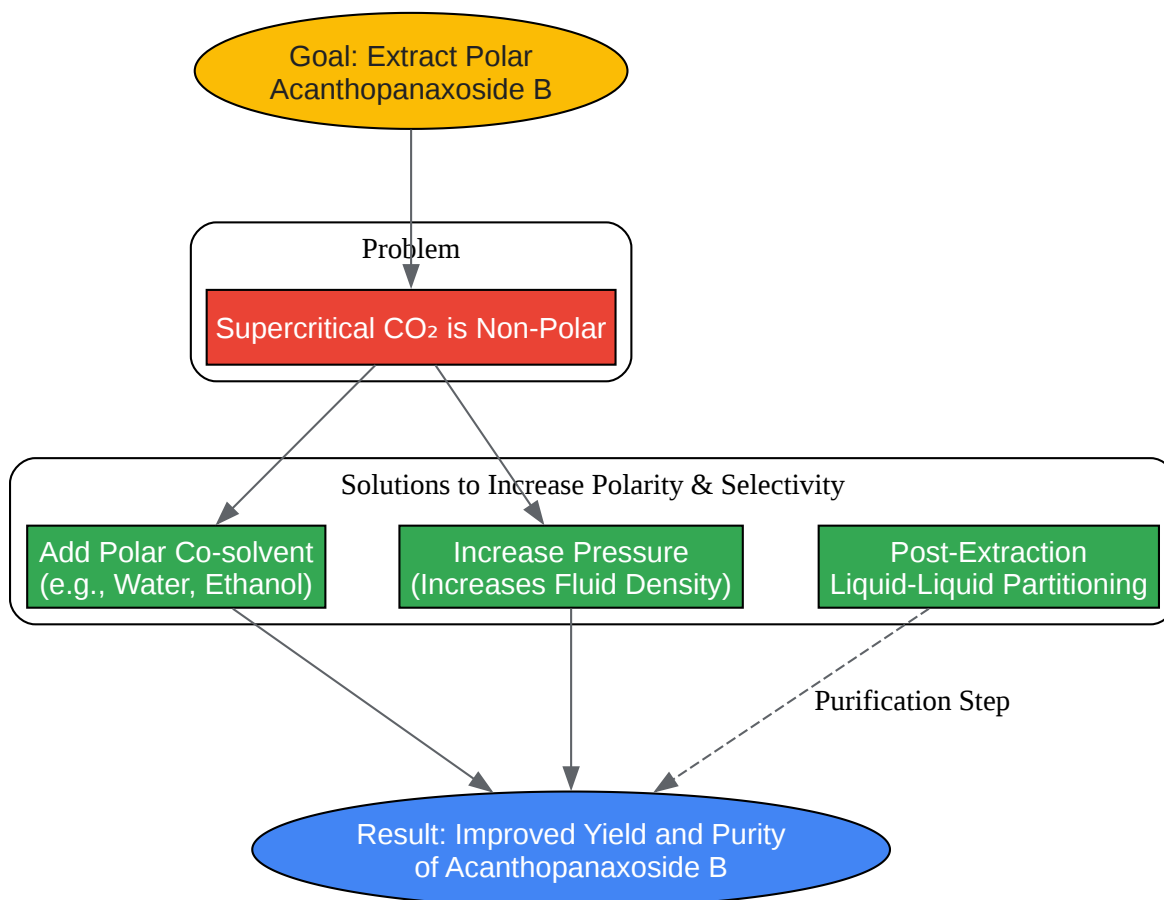 Goal: Extract Polar
Acanthopanaxoside B
Problem
Supercritical CO₂ is Non-Polar
Solutions to Increase Polarity & Selectivity
Add Polar Co-solvent
(e.g., Water, Ethanol)
Increase Pressure
(Increases Fluid Density)
Post-Extraction
Liquid-Liquid Partitioning
Purification Step
Result: Improved Yield and Purity
of Acanthopanaxoside B